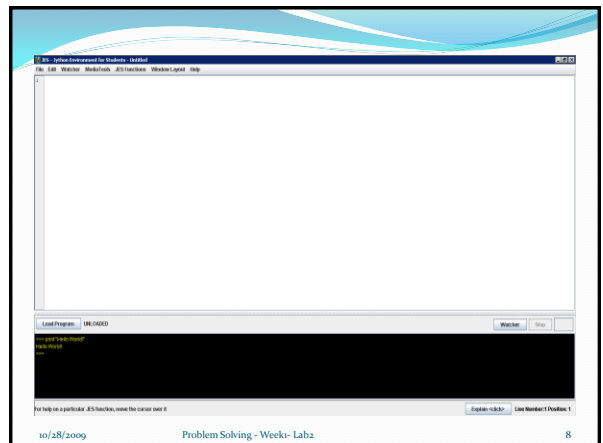 JES - Jython Environment for Students - Untitled
File Edit Watcher MediaTools JES Functions Window Layout Help
1
Load Program UNLOADED Watcher Stop
>>> print "Hello World!"
Hello World!
>>>
For help on a particular JES function, move the cursor over it Explain <click> Line Number:1 Position: 1
10/28/2009 Problem Solving - Week1- Lab2 8